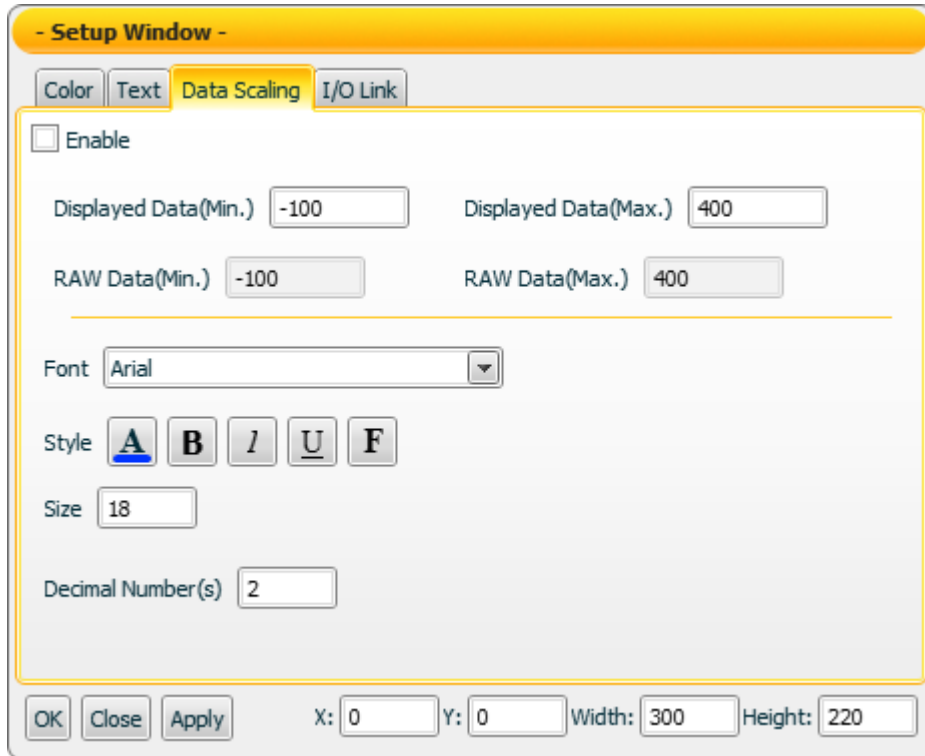 - Setup Window -
Color Text Data Scaling I/O Link
Enable
Displayed Data(Min.) -100 Displayed Data(Max.) 400
RAW Data(Min.) -100 RAW Data(Max.) 400
Font Arial
Style A B I U F
Size 18
Decimal Number(s) 2
OK Close Apply X: 0 Y: 0 Width: 300 Height: 220